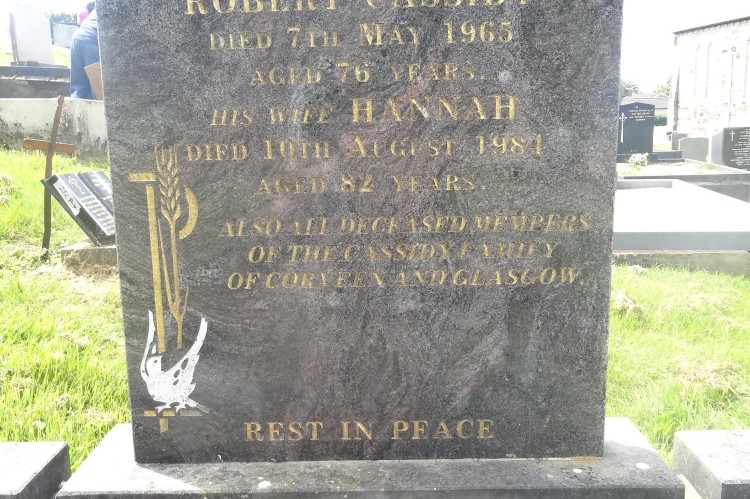 ROBERT CASSIDY
DIED 7TH MAY 1965
AGED 76 YEARS.
HIS WIFE HANNAH
DIED 10TH AUGUST 1984
AGED 82 YEARS.
ALSO ALL DECEASED MEMBERS
OF THE CASSIDY FAMILY
OF CORVEEN AND GLASGOW.
REST IN PEACE